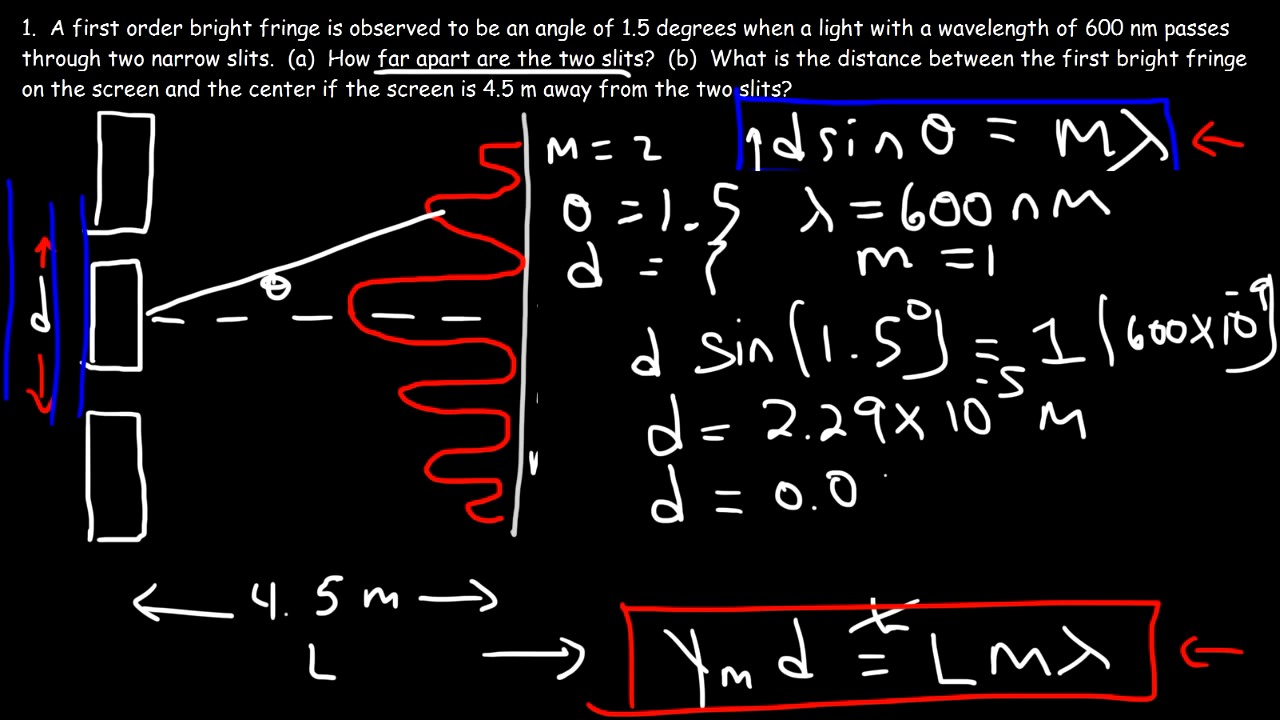 1. A first order bright fringe is observed to be an angle of 1.5 degrees when a light with a wavelength of 600 nm passes
through two narrow slits. (a) How far apart are the two slits? (b) What is the distance between the first bright fringe
on the screen and the center if the screen is 4.5 m away from the two slits?
↑d sin θ = mλ ←
m = 2
θ = 1.5 λ = 600 nm
d = ? m = 1
θ
d
d sin(1.5°) = 1(600×10⁻⁹)
d = 2.29 × 10⁻⁵ m
d = 0.0
← 4.5 m →
L → yₘ d = L m λ ←